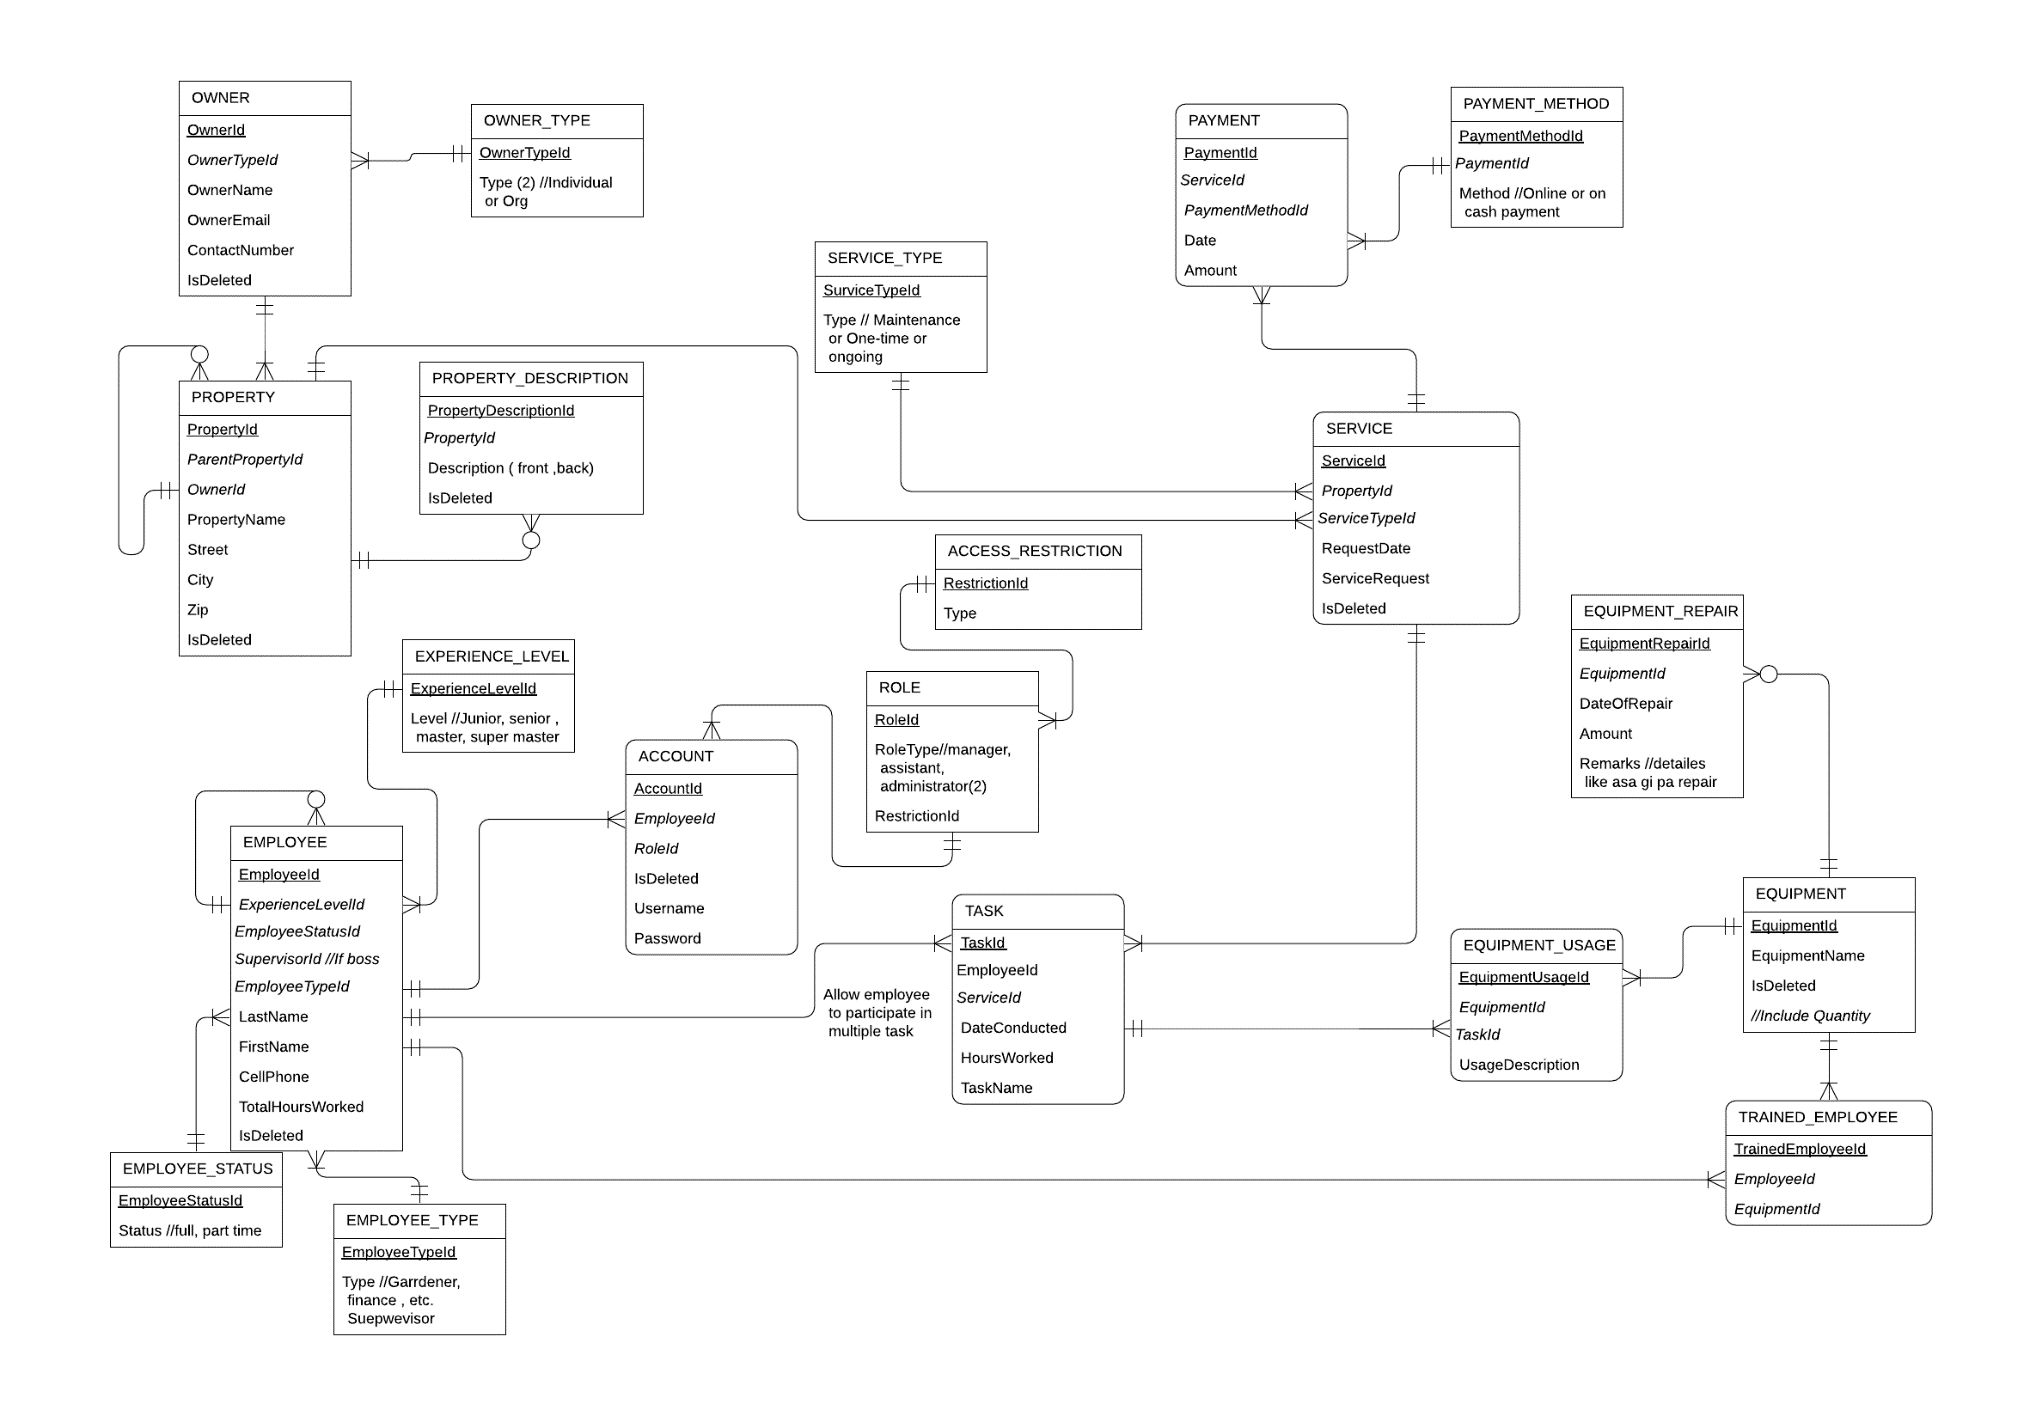 OWNER
OwnerId
OwnerTypeId
OwnerName
OwnerEmail
ContactNumber
IsDeleted
OWNER_TYPE
OwnerTypeId
Type (2) //Individual
or Org
PAYMENT
PaymentId
ServiceId
PaymentMethodId
Date
Amount
PAYMENT_METHOD
PaymentMethodId
PaymentId
Method //Online or on
cash payment
SERVICE_TYPE
SurviceTypeId
Type // Maintenance
or One-time or
ongoing
PROPERTY
PropertyId
ParentPropertyId
OwnerId
PropertyName
Street
City
Zip
IsDeleted
PROPERTY_DESCRIPTION
PropertyDescriptionId
PropertyId
Description ( front ,back)
IsDeleted
SERVICE
ServiceId
PropertyId
ServiceTypeId
RequestDate
ServiceRequest
IsDeleted
ACCESS_RESTRICTION
RestrictionId
Type
EQUIPMENT_REPAIR
EquipmentRepairId
EquipmentId
DateOfRepair
Amount
Remarks //detailes
like asa gi pa repair
EXPERIENCE_LEVEL
ExperienceLevelId
Level //Junior, senior ,
master, super master
ROLE
RoleId
RoleType//manager,
assistant,
administrator(2)
RestrictionId
ACCOUNT
AccountId
EmployeeId
RoleId
IsDeleted
Username
Password
EMPLOYEE
EmployeeId
ExperienceLevelId
EmployeeStatusId
SupervisorId //If boss
EmployeeTypeId
LastName
FirstName
CellPhone
TotalHoursWorked
IsDeleted
TASK
TaskId
EmployeeId
ServiceId
DateConducted
HoursWorked
TaskName
Allow employee
to participate in
multiple task
EQUIPMENT_USAGE
EquipmentUsageId
EquipmentId
TaskId
UsageDescription
EQUIPMENT
EquipmentId
EquipmentName
IsDeleted
//Include Quantity
TRAINED_EMPLOYEE
TrainedEmployeeId
EmployeeId
EquipmentId
EMPLOYEE_STATUS
EmployeeStatusId
Status //full, part time
EMPLOYEE_TYPE
EmployeeTypeId
Type //Garrdener,
finance , etc.
Suepwevisor